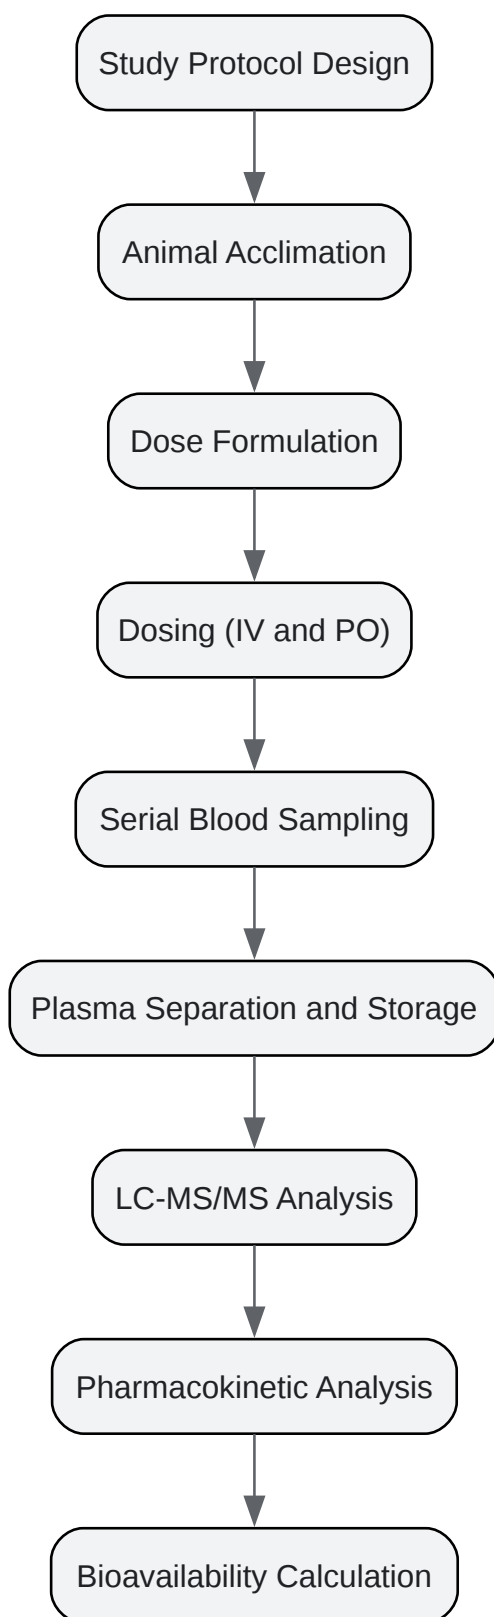 Study Protocol Design
Animal Acclimation
Dose Formulation
Dosing (IV and PO)
Serial Blood Sampling
Plasma Separation and Storage
LC-MS/MS Analysis
Pharmacokinetic Analysis
Bioavailability Calculation